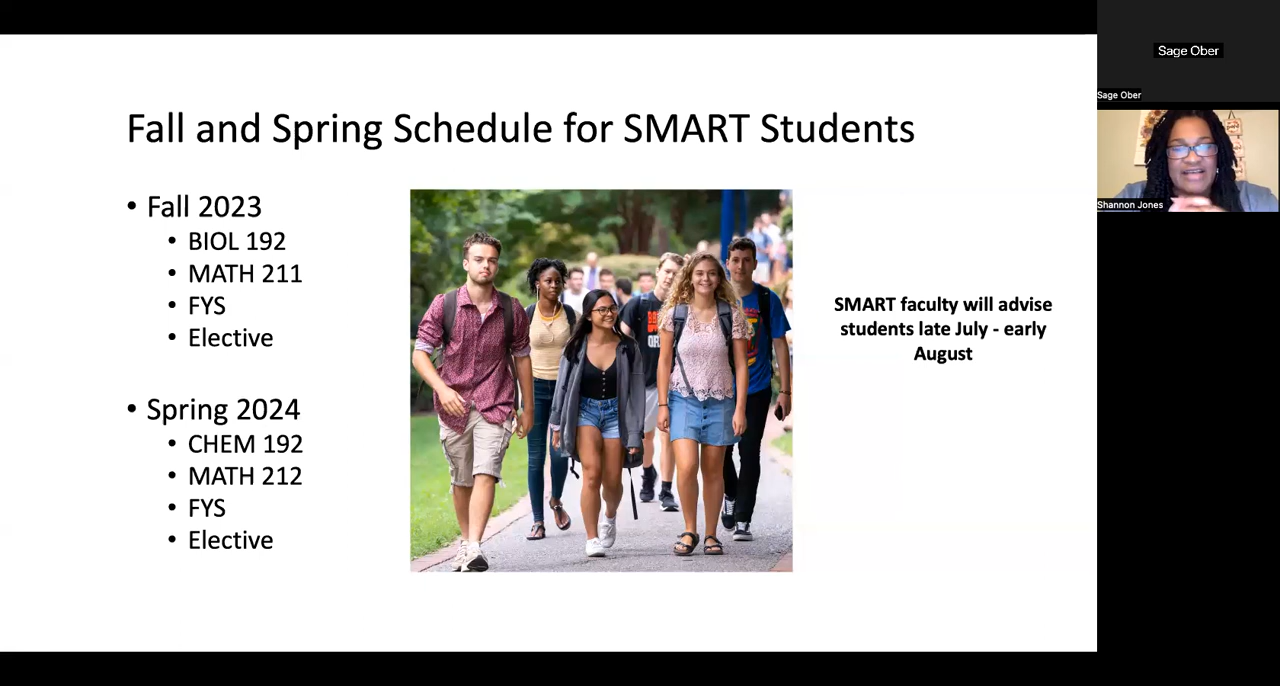 Fall and Spring Schedule for SMART Students
• Fall 2023
• BIOL 192
• MATH 211
• FYS
• Elective
• Spring 2024
• CHEM 192
• MATH 212
• FYS
• Elective
SMART faculty will advise
students late July - early
August
Sage Ober
Sage Ober
Shannon Jones